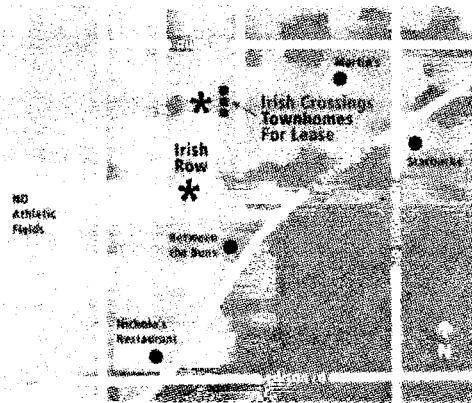 Martin's
Irish Crossings
Townhomes
For Lease
Starbucks
Irish
Row
ND
Athletic
Fields
Between
the Buns
Nichola's
Restaurant
N